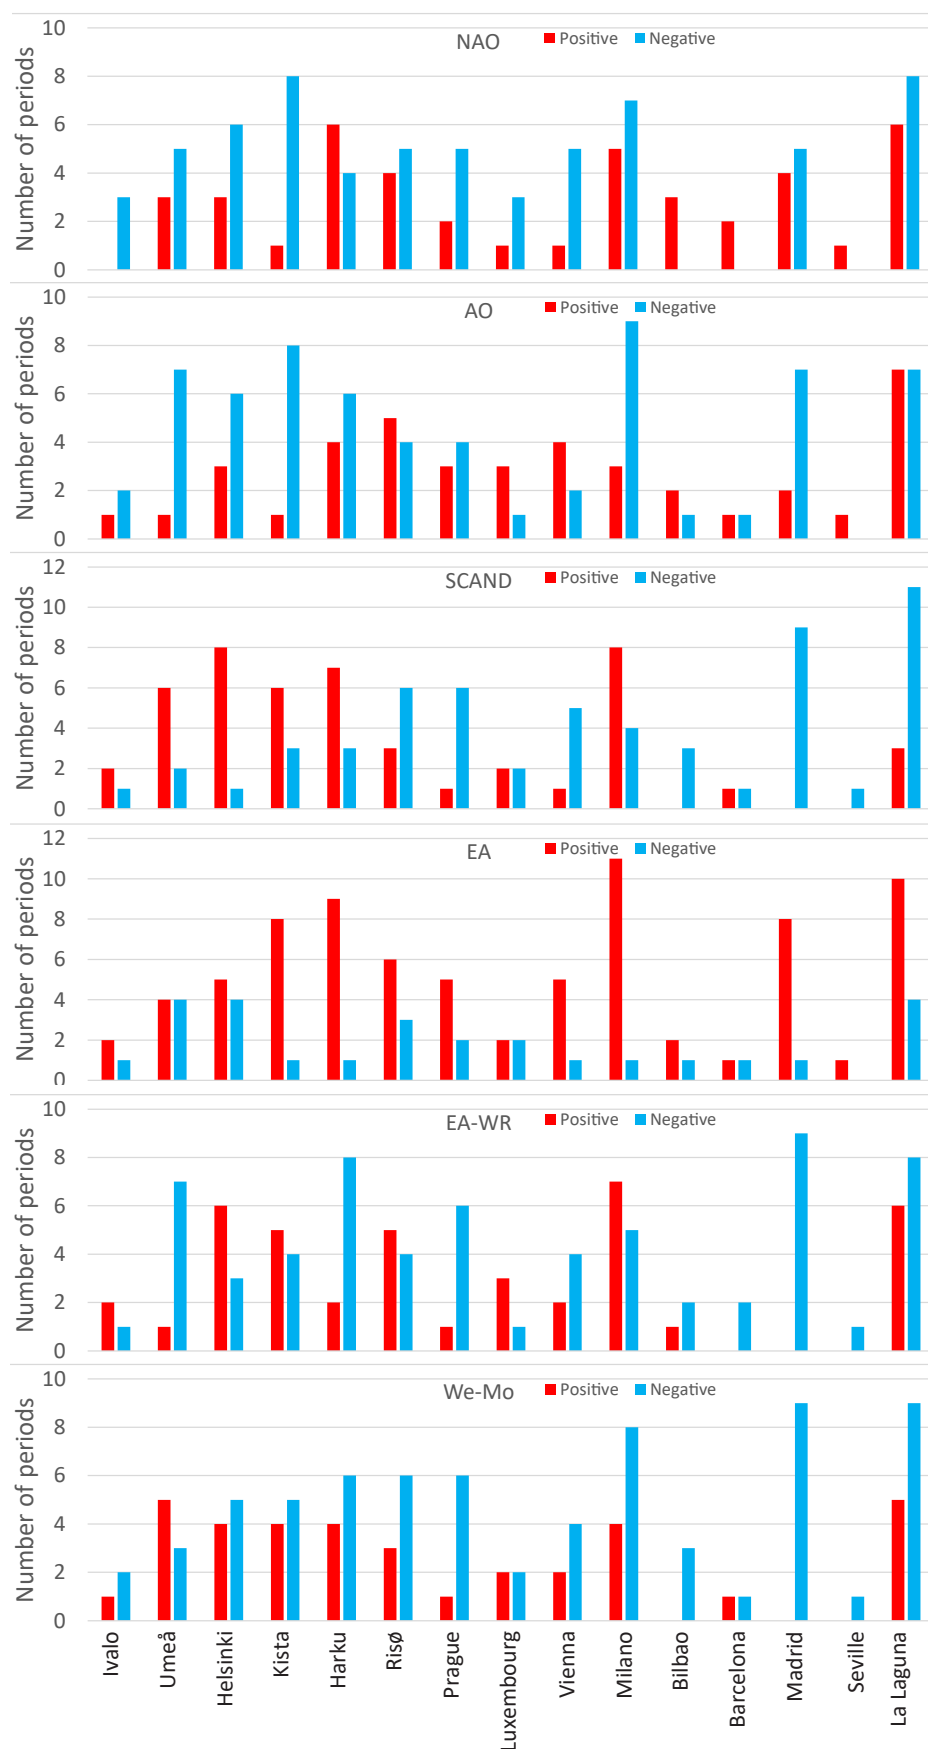 NAO
Positive Negative
Number of periods
10
8
6
4
2
0
AO
Positive Negative
Number of periods
10
8
6
4
2
0
SCAND
Positive Negative
Number of periods
12
10
8
6
4
2
0
EA
Positive Negative
Number of periods
12
10
8
6
4
2
0
EA-WR
Positive Negative
Number of periods
10
8
6
4
2
0
We-Mo
Positive Negative
Number of periods
10
8
6
4
2
0
Ivalo
Umeå
Helsinki
Kista
Harku
Risø
Prague
Luxembourg
Vienna
Milano
Bilbao
Barcelona
Madrid
Seville
La Laguna